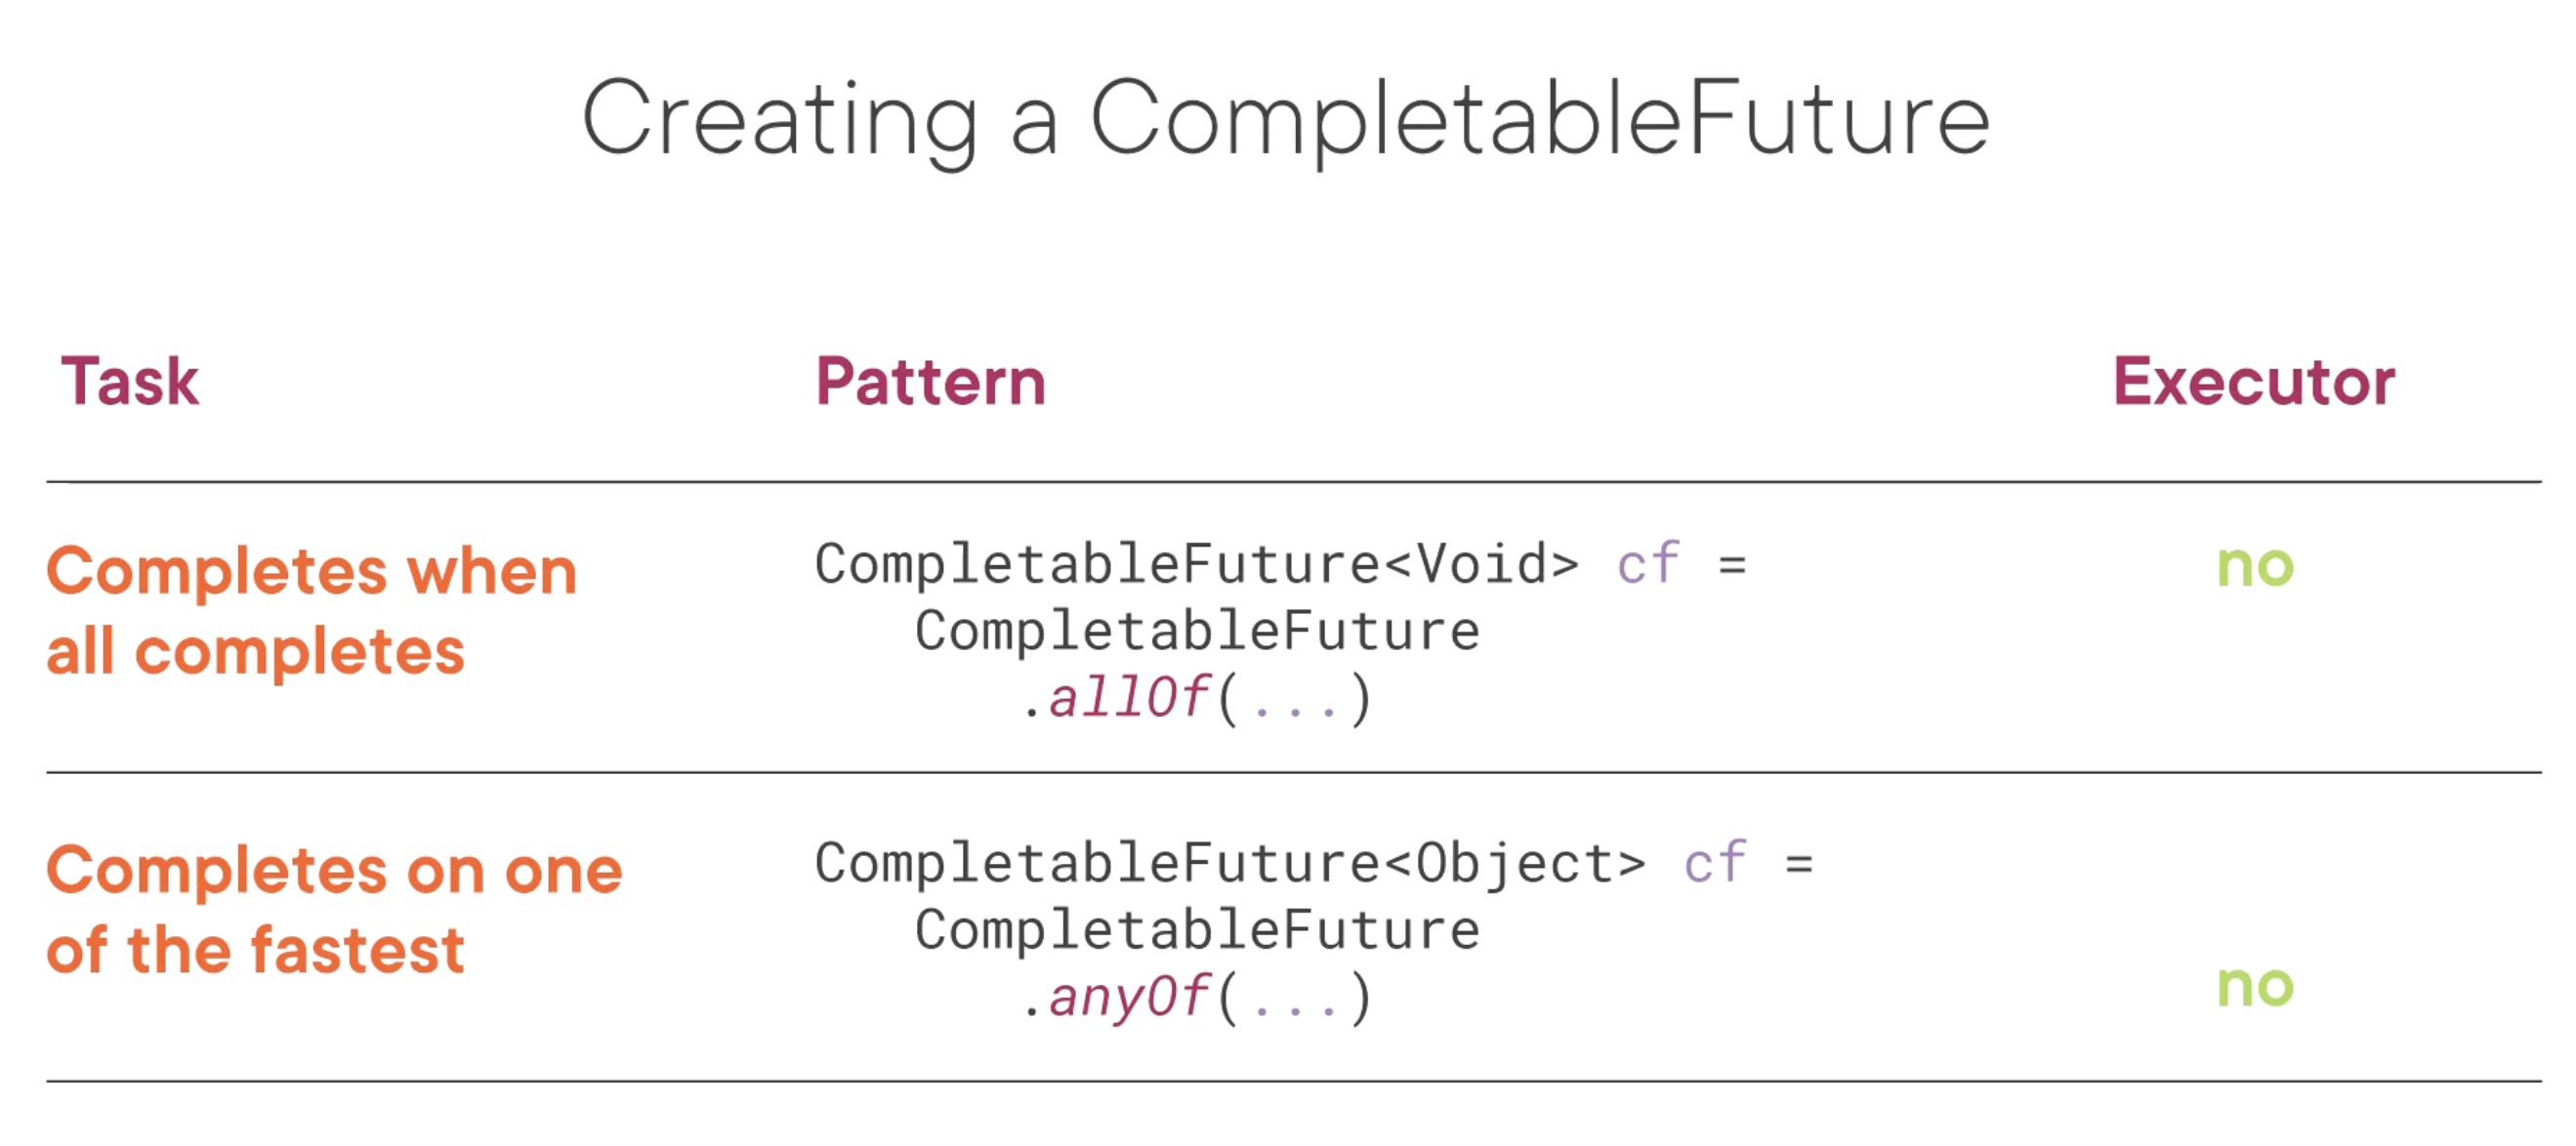 Creating a CompletableFuture
Task Pattern Executor
Completes when
all completes
CompletableFuture<Void> cf =
CompletableFuture
.allOf(...)
no
Completes on one
of the fastest
CompletableFuture<Object> cf =
CompletableFuture
.anyOf(...)
no